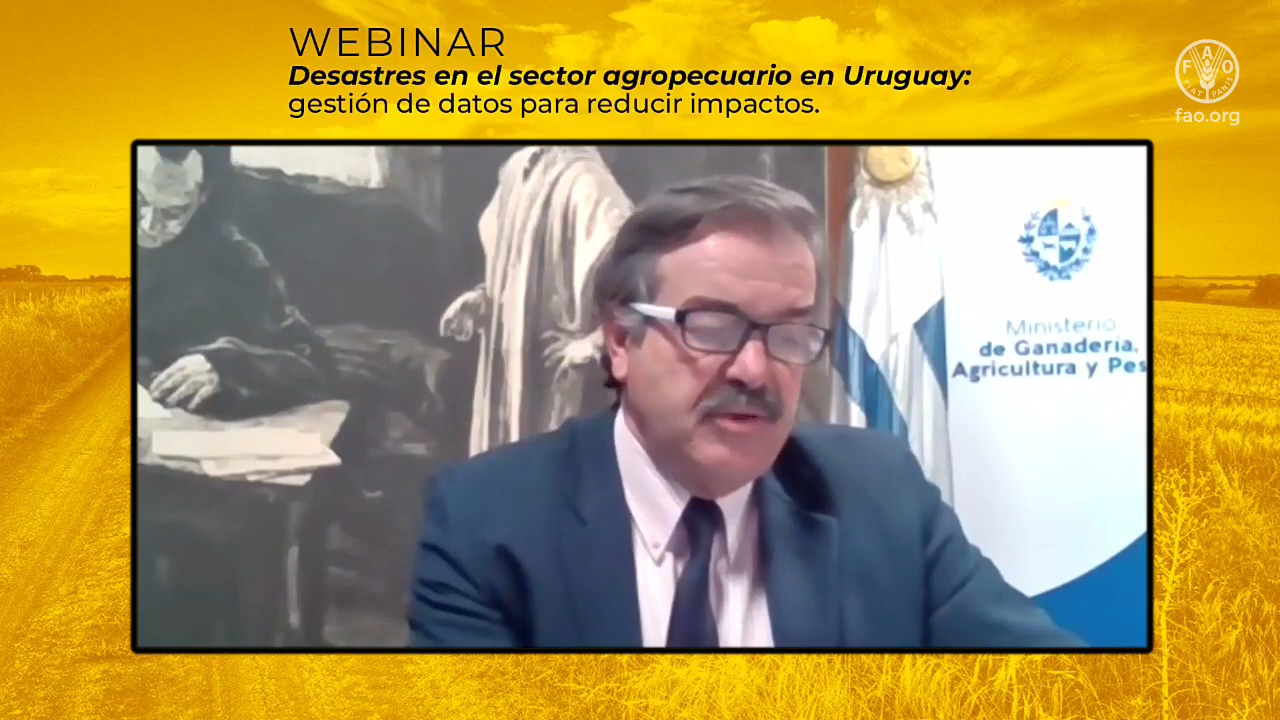 WEBINAR
Desastres en el sector agropecuario en Uruguay:
gestión de datos para reducir impactos.
F A O
FIAT PANIS
fao.org
Ministerio
de Ganadería,
Agricultura y Pes